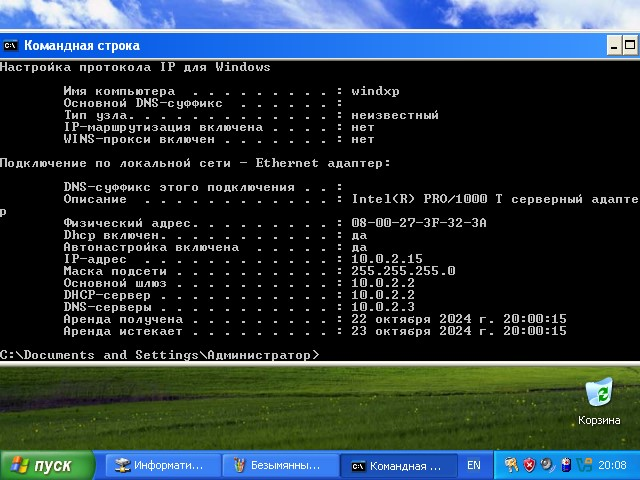 Командная строка
Настройка протокола IP для Windows
Имя компьютера . . . . . . . . . : windxp
Основной DNS-суффикс . . . . . . :
Тип узла. . . . . . . . . . . . . : неизвестный
IP-маршрутизация включена . . . . : нет
WINS-прокси включен . . . . . . . : нет
Подключение по локальной сети - Ethernet адаптер:
DNS-суффикс этого подключения . . :
Описание . . . . . . . . . . . . : Intel(R) PRO/1000 T серверный адапте
р
Физический адрес. . . . . . . . . : 08-00-27-3F-32-3A
Dhcp включен. . . . . . . . . . . : да
Автонастройка включена . . . . . : да
IP-адрес . . . . . . . . . . . . : 10.0.2.15
Маска подсети . . . . . . . . . . : 255.255.255.0
Основной шлюз . . . . . . . . . . : 10.0.2.2
DHCP-сервер . . . . . . . . . . . : 10.0.2.2
DNS-серверы . . . . . . . . . . . : 10.0.2.3
Аренда получена . . . . . . . . . : 22 октября 2024 г. 20:00:15
Аренда истекает . . . . . . . . . : 23 октября 2024 г. 20:00:15
C:\Documents and Settings\Администратор>
Корзина
пуск
Информати...
Безымянны...
Командная ...
EN
20:08